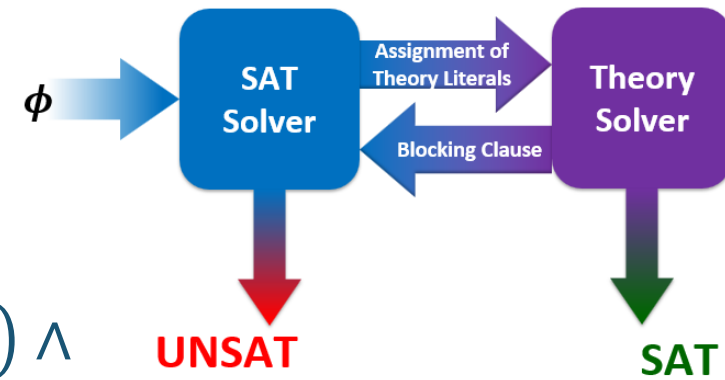 Assignment of
Theory Literals
SAT
Solver
Theory
Solver
ϕ
Blocking Clause
) ∧
UNSAT
SAT